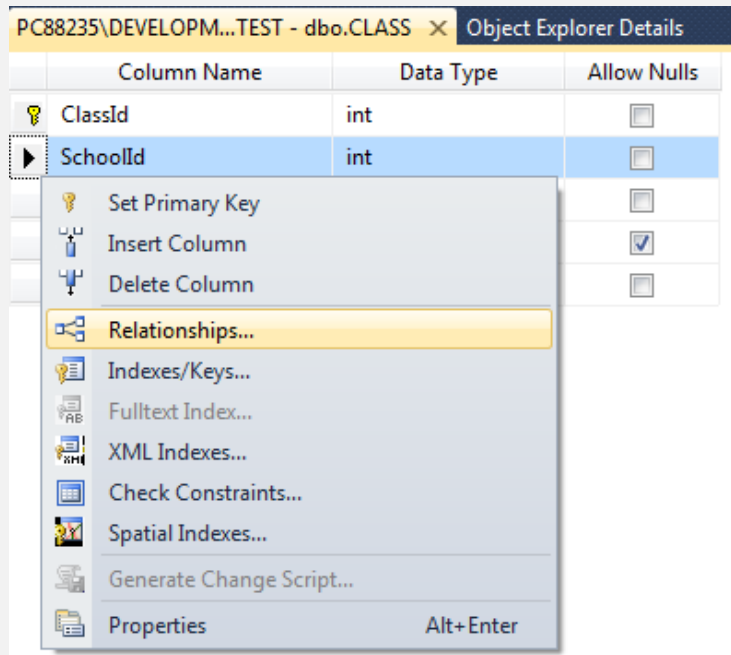 PC88235\DEVELOPM...TEST - dbo.CLASS Object Explorer Details
Column Name Data Type Allow Nulls
ClassId int
SchoolId int
Set Primary Key
Insert Column
Delete Column
Relationships...
Indexes/Keys...
Fulltext Index...
XML Indexes...
Check Constraints...
Spatial Indexes...
Generate Change Script...
Properties Alt+Enter